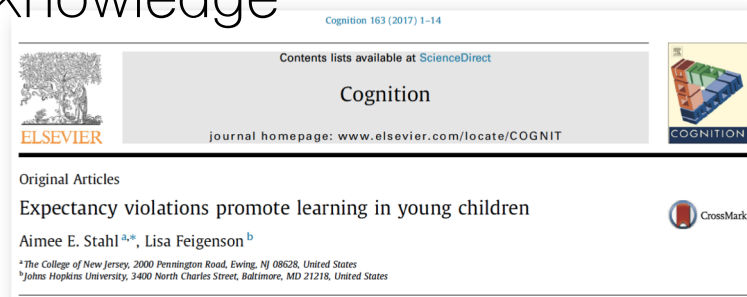 Knowledge
Cognition 163 (2017) 1–14
Contents lists available at ScienceDirect
Cognition
journal homepage: www.elsevier.com/locate/COGNIT
ELSEVIER
COGNITION
Original Articles
Expectancy violations promote learning in young children
CrossMark
Aimee E. Stahl a,*, Lisa Feigenson b
a The College of New Jersey, 2000 Pennington Road, Ewing, NJ 08628, United States
b Johns Hopkins University, 3400 North Charles Street, Baltimore, MD 21218, United States